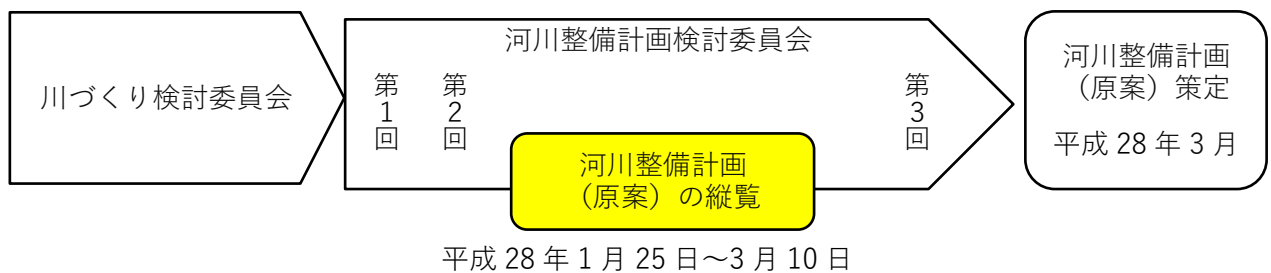 川づくり検討委員会
河川整備計画検討委員会
第1回
第2回
第3回
河川整備計画
（原案）の縦覧
平成 28 年 1 月 25 日～3 月 10 日
河川整備計画
（原案）策定
平成 28 年 3 月